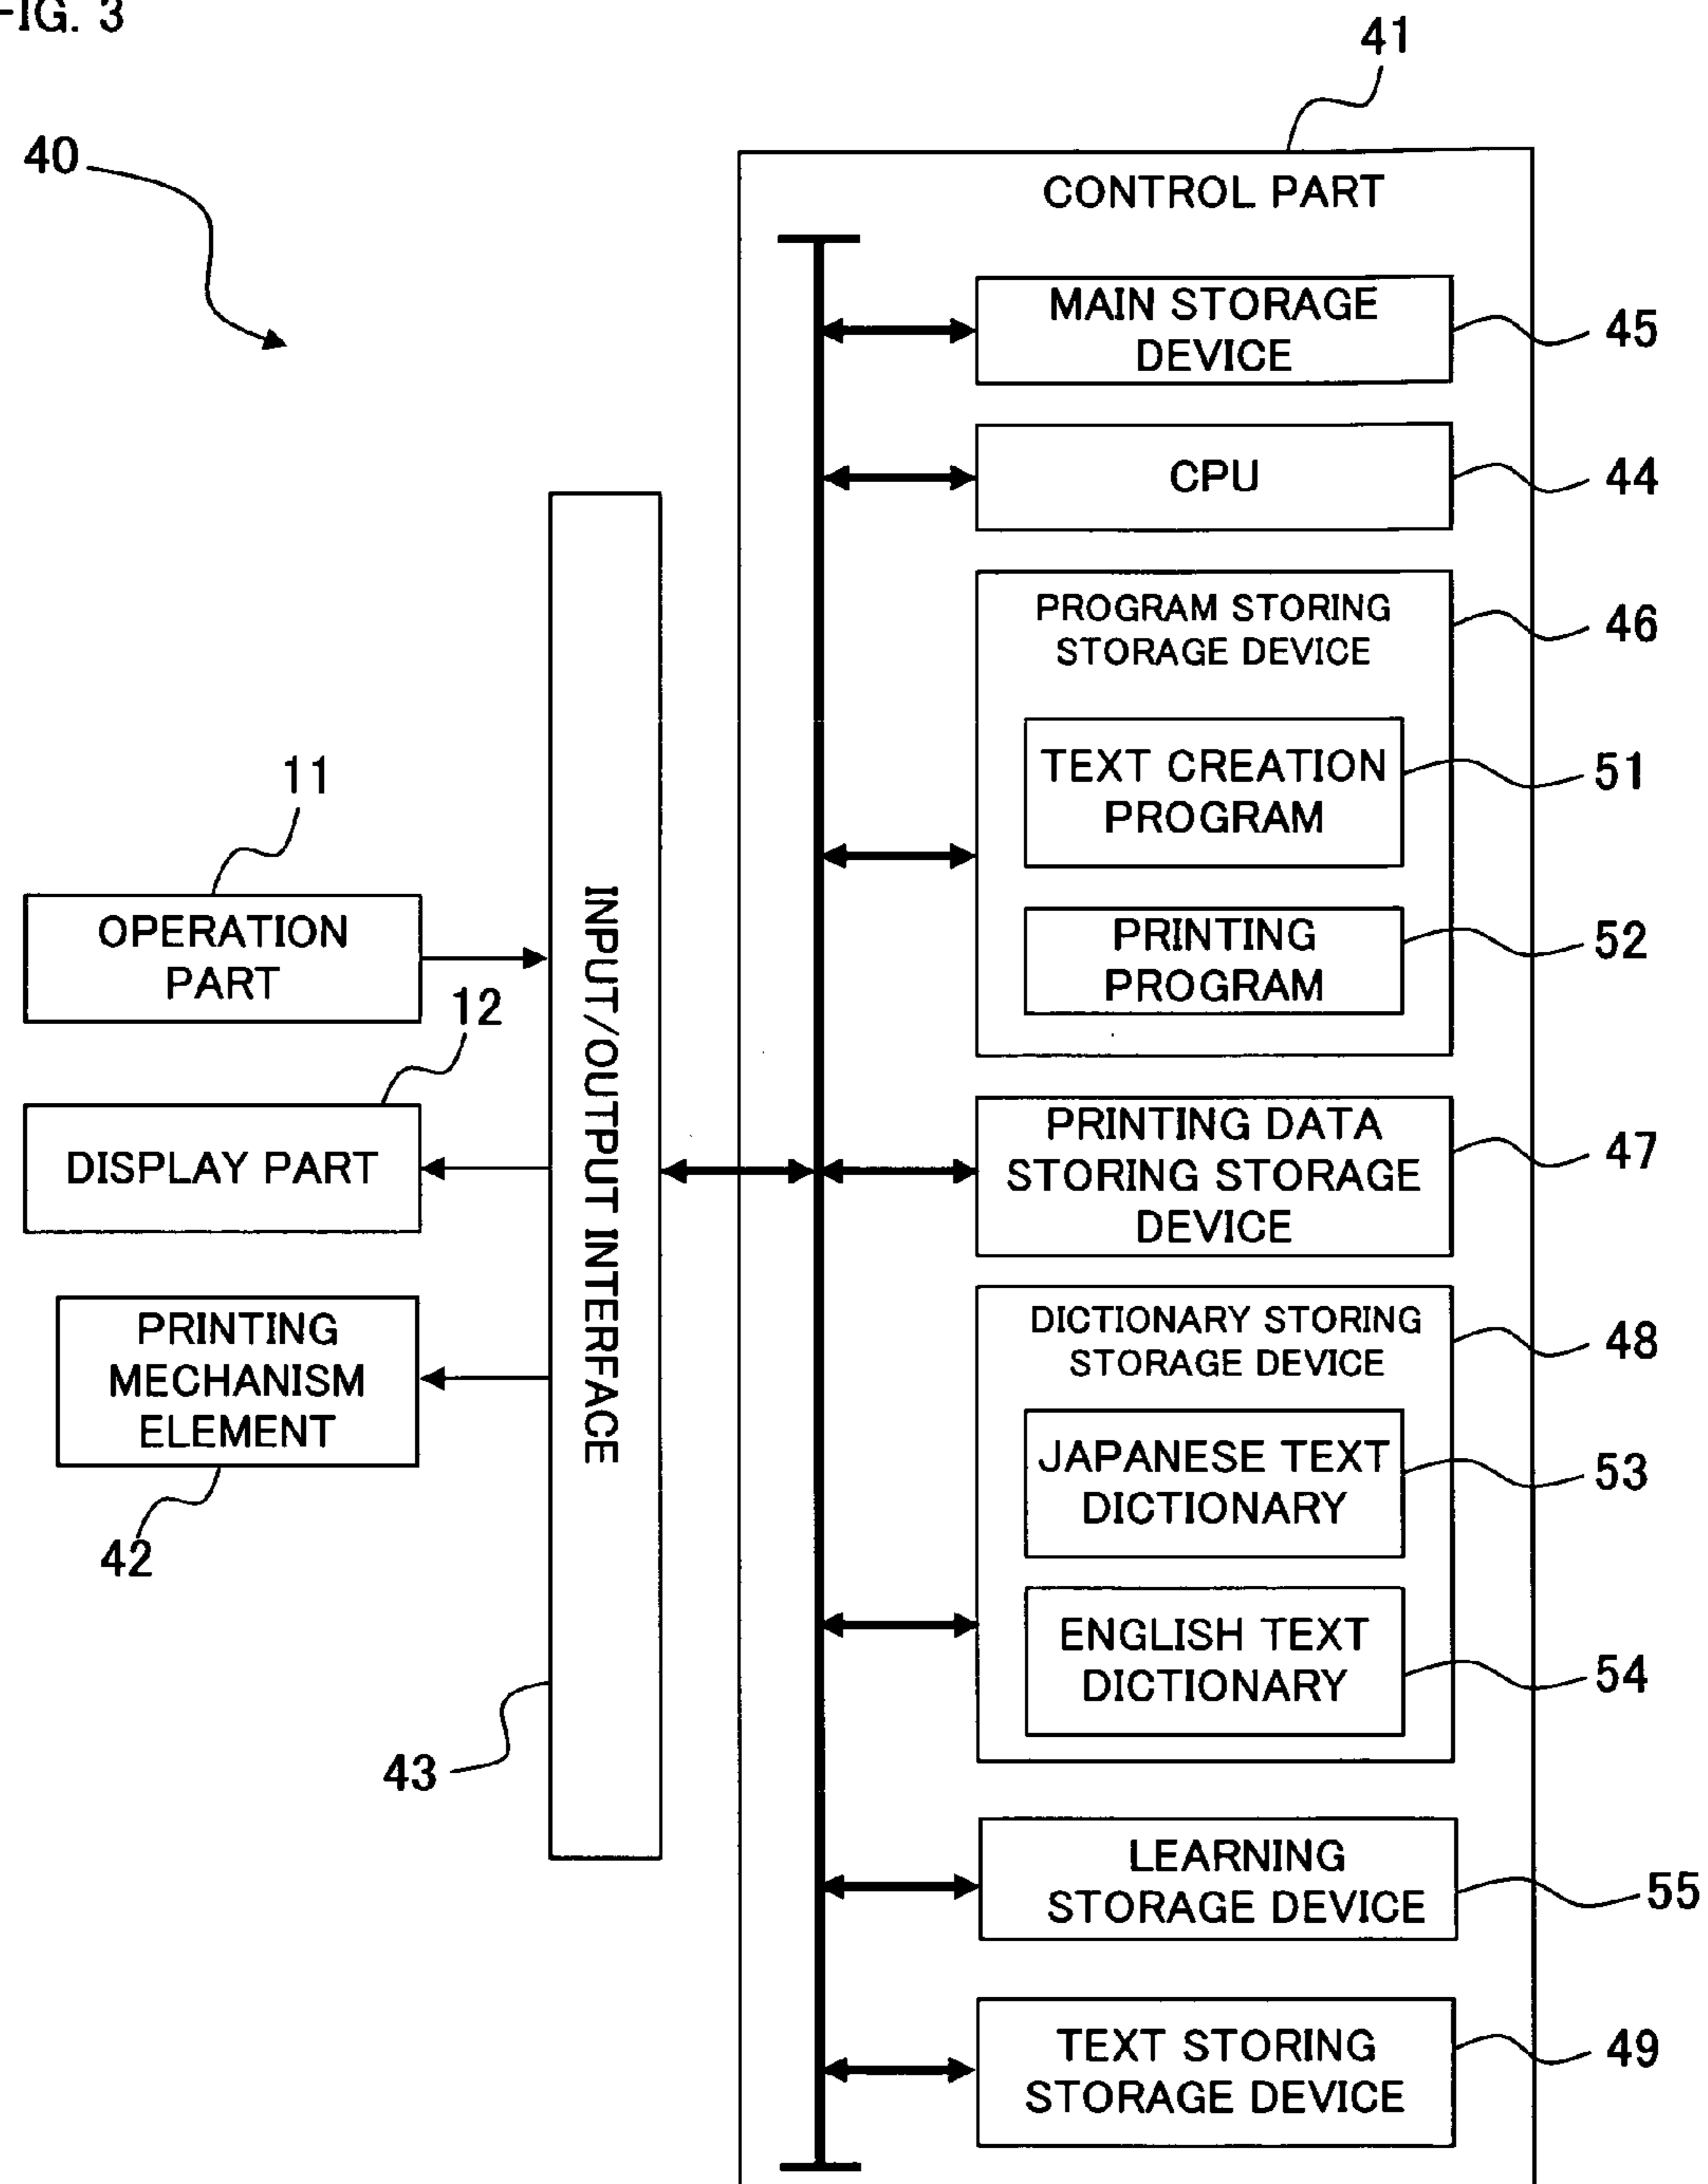 FIG. 3
41
40
CONTROL PART
MAIN STORAGE
DEVICE
45
CPU
44
PROGRAM STORING
STORAGE DEVICE
46
TEXT CREATION
PROGRAM
51
PRINTING
PROGRAM
52
11
OPERATION
PART
12
DISPLAY PART
PRINTING
MECHANISM
ELEMENT
42
INPUT/OUTPUT INTERFACE
43
PRINTING DATA
STORING STORAGE
DEVICE
47
DICTIONARY STORING
STORAGE DEVICE
48
JAPANESE TEXT
DICTIONARY
53
ENGLISH TEXT
DICTIONARY
54
LEARNING
STORAGE DEVICE
55
TEXT STORING
STORAGE DEVICE
49